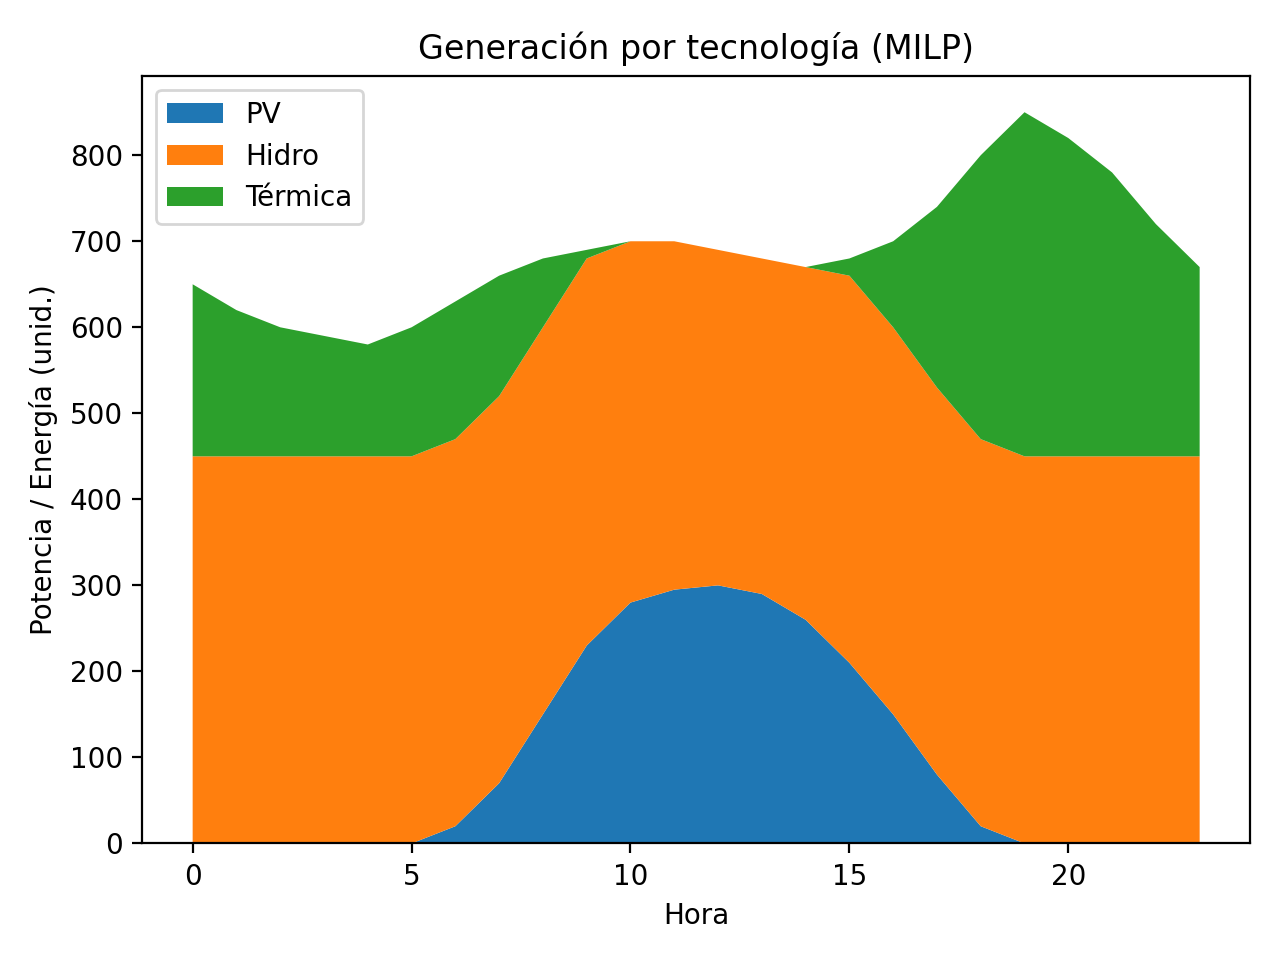 Generación por tecnología (MILP)
PV
Hidro
Térmica
800
700
600
500
400
300
200
100
0
Potencia / Energía (unid.)
0 5 10 15 20
Hora